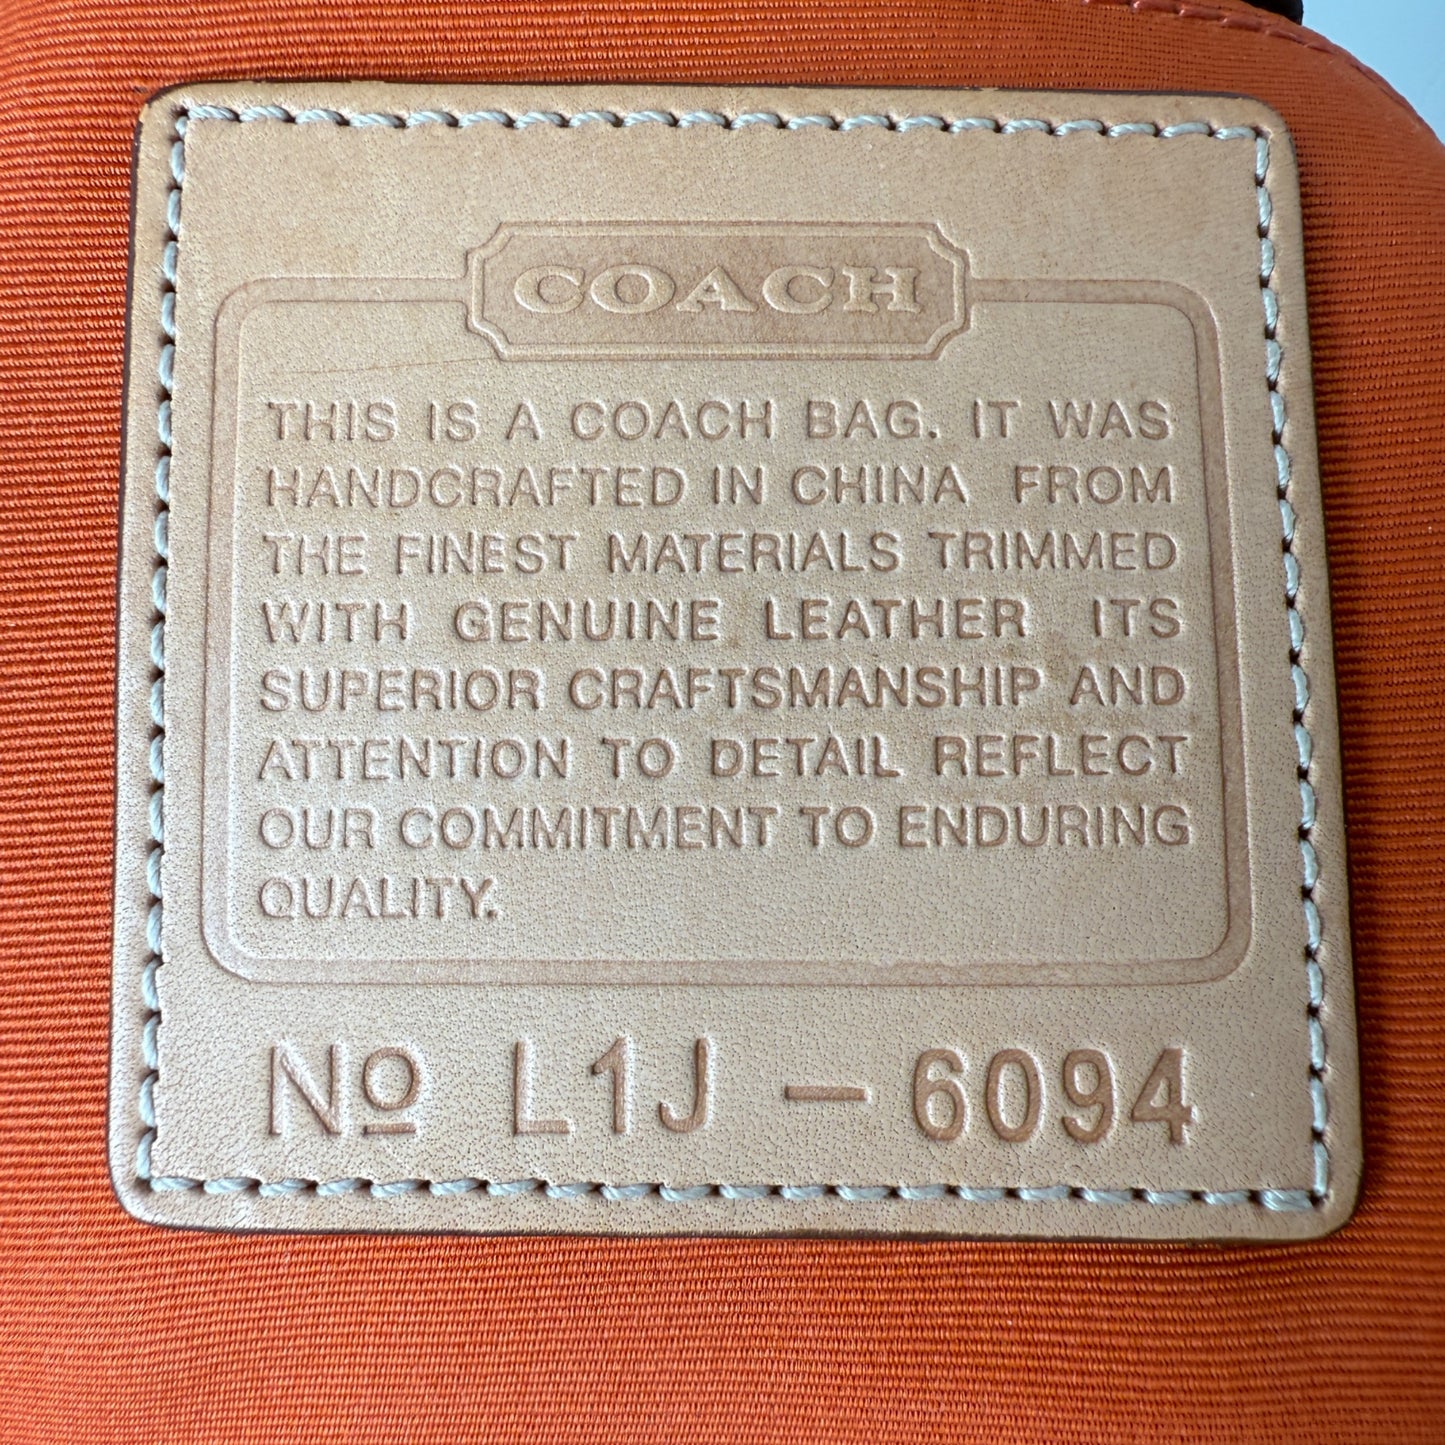 COACH
THIS IS A COACH BAG. IT WAS
HANDCRAFTED IN CHINA FROM
THE FINEST MATERIALS TRIMMED
WITH GENUINE LEATHER ITS
SUPERIOR CRAFTSMANSHIP AND
ATTENTION TO DETAIL REFLECT
OUR COMMITMENT TO ENDURING
QUALITY.
Nº L1J - 6094